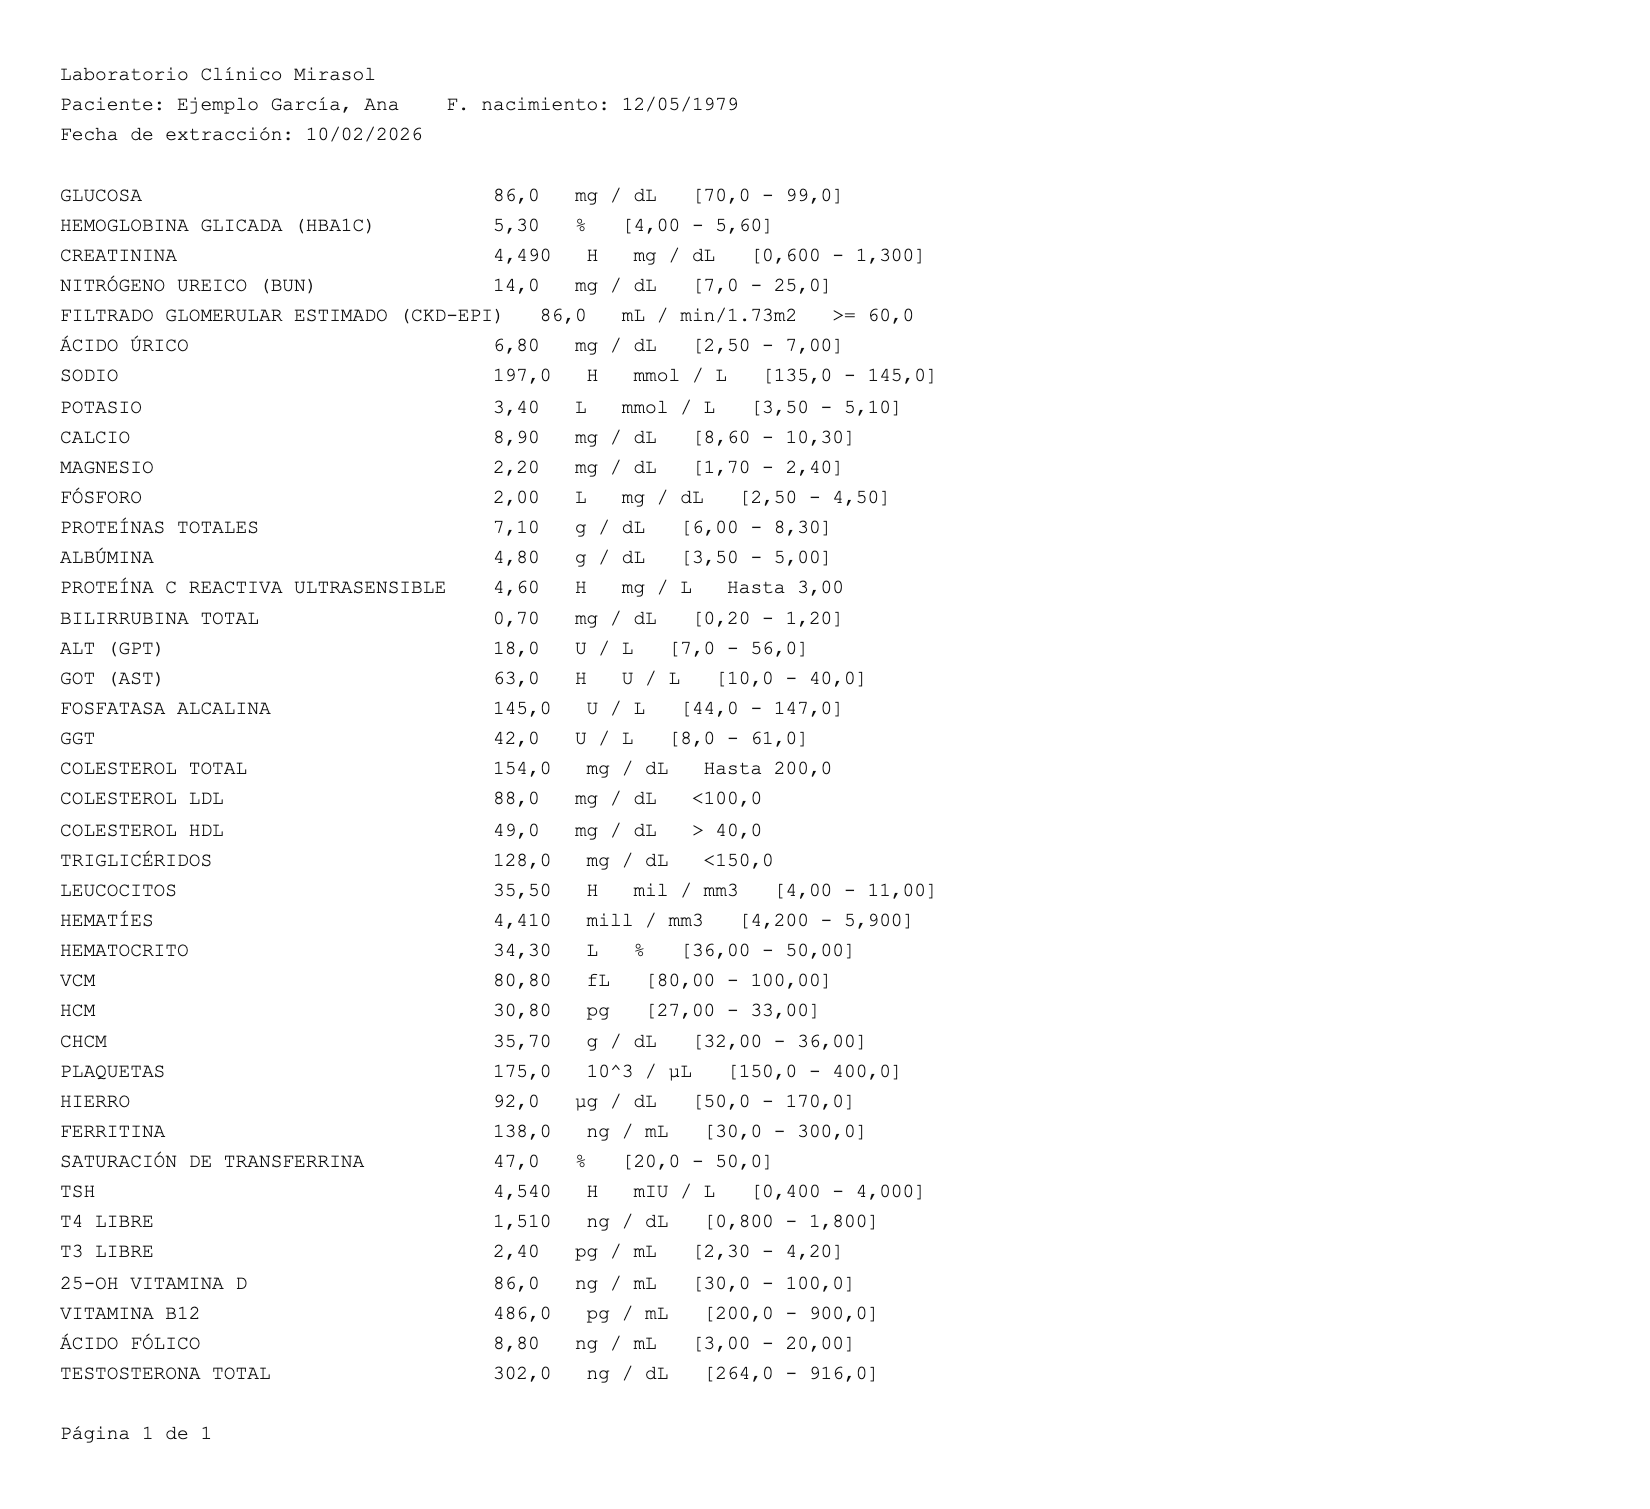 Laboratorio Clínico Mirasol
Paciente: Ejemplo García, Ana    F. nacimiento: 12/05/1979
Fecha de extracción: 10/02/2026
GLUCOSA   86,0   mg / dL   [70,0 - 99,0]
HEMOGLOBINA GLICADA (HBA1C)   5,30   %   [4,00 - 5,60]
CREATININA   4,490   H   mg / dL   [0,600 - 1,300]
NITRÓGENO UREICO (BUN)   14,0   mg / dL   [7,0 - 25,0]
FILTRADO GLOMERULAR ESTIMADO (CKD-EPI)   86,0   mL / min/1.73m2   >= 60,0
ÁCIDO ÚRICO   6,80   mg / dL   [2,50 - 7,00]
SODIO   197,0   H   mmol / L   [135,0 - 145,0]
POTASIO   3,40   L   mmol / L   [3,50 - 5,10]
CALCIO   8,90   mg / dL   [8,60 - 10,30]
MAGNESIO   2,20   mg / dL   [1,70 - 2,40]
FÓSFORO   2,00   L   mg / dL   [2,50 - 4,50]
PROTEÍNAS TOTALES   7,10   g / dL   [6,00 - 8,30]
ALBÚMINA   4,80   g / dL   [3,50 - 5,00]
PROTEÍNA C REACTIVA ULTRASENSIBLE   4,60   H   mg / L   Hasta 3,00
BILIRRUBINA TOTAL   0,70   mg / dL   [0,20 - 1,20]
ALT (GPT)   18,0   U / L   [7,0 - 56,0]
GOT (AST)   63,0   H   U / L   [10,0 - 40,0]
FOSFATASA ALCALINA   145,0   U / L   [44,0 - 147,0]
GGT   42,0   U / L   [8,0 - 61,0]
COLESTEROL TOTAL   154,0   mg / dL   Hasta 200,0
COLESTEROL LDL   88,0   mg / dL   <100,0
COLESTEROL HDL   49,0   mg / dL   > 40,0
TRIGLICÉRIDOS   128,0   mg / dL   <150,0
LEUCOCITOS   35,50   H   mil / mm3   [4,00 - 11,00]
HEMATÍES   4,410   mill / mm3   [4,200 - 5,900]
HEMATOCRITO   34,30   L   %   [36,00 - 50,00]
VCM   80,80   fL   [80,00 - 100,00]
HCM   30,80   pg   [27,00 - 33,00]
CHCM   35,70   g / dL   [32,00 - 36,00]
PLAQUETAS   175,0   10^3 / µL   [150,0 - 400,0]
HIERRO   92,0   µg / dL   [50,0 - 170,0]
FERRITINA   138,0   ng / mL   [30,0 - 300,0]
SATURACIÓN DE TRANSFERRINA   47,0   %   [20,0 - 50,0]
TSH   4,540   H   mIU / L   [0,400 - 4,000]
T4 LIBRE   1,510   ng / dL   [0,800 - 1,800]
T3 LIBRE   2,40   pg / mL   [2,30 - 4,20]
25-OH VITAMINA D   86,0   ng / mL   [30,0 - 100,0]
VITAMINA B12   486,0   pg / mL   [200,0 - 900,0]
ÁCIDO FÓLICO   8,80   ng / mL   [3,00 - 20,00]
TESTOSTERONA TOTAL   302,0   ng / dL   [264,0 - 916,0]
Página 1 de 1